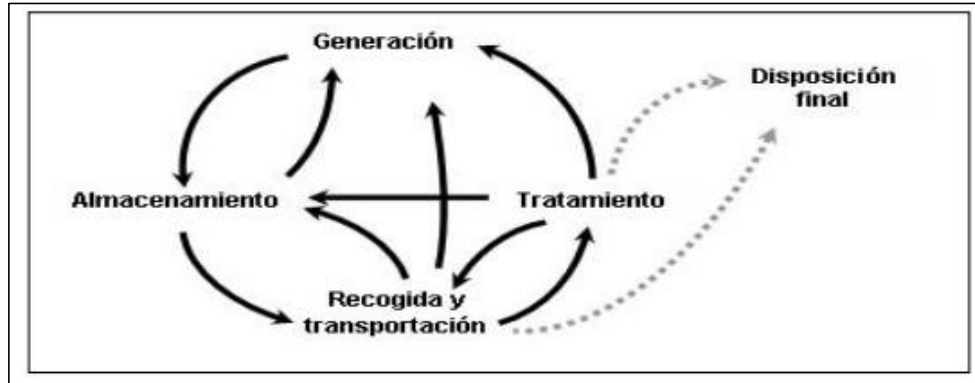 Generación
Disposición
final
Almacenamiento
Tratamiento
Recogida y
transportación